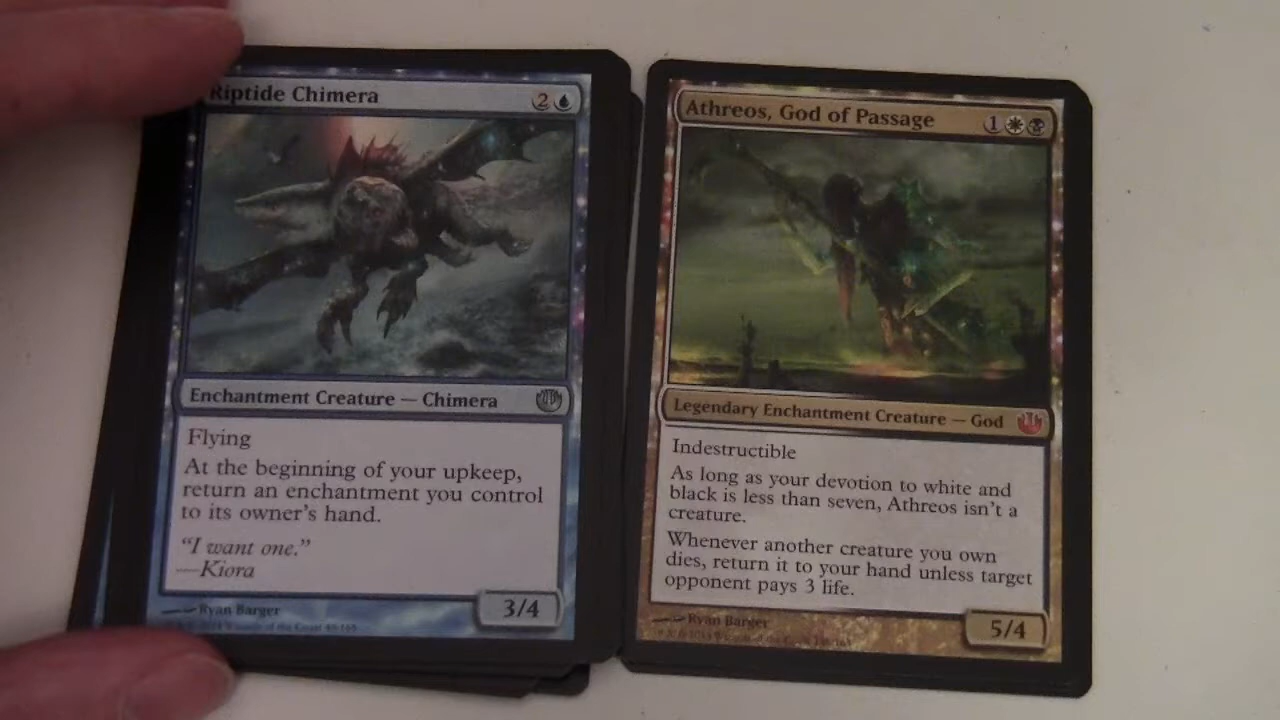 Riptide Chimera
2
Enchantment Creature — Chimera
Flying
At the beginning of your upkeep,
return an enchantment you control
to its owner's hand.
"I want one."
—Kiora
Ryan Barger
3/4
Athreos, God of Passage
1
Legendary Enchantment Creature — God
Indestructible
As long as your devotion to white and
black is less than seven, Athreos isn't a
creature.
Whenever another creature you own
dies, return it to your hand unless target
opponent pays 3 life.
Ryan Barger
5/4